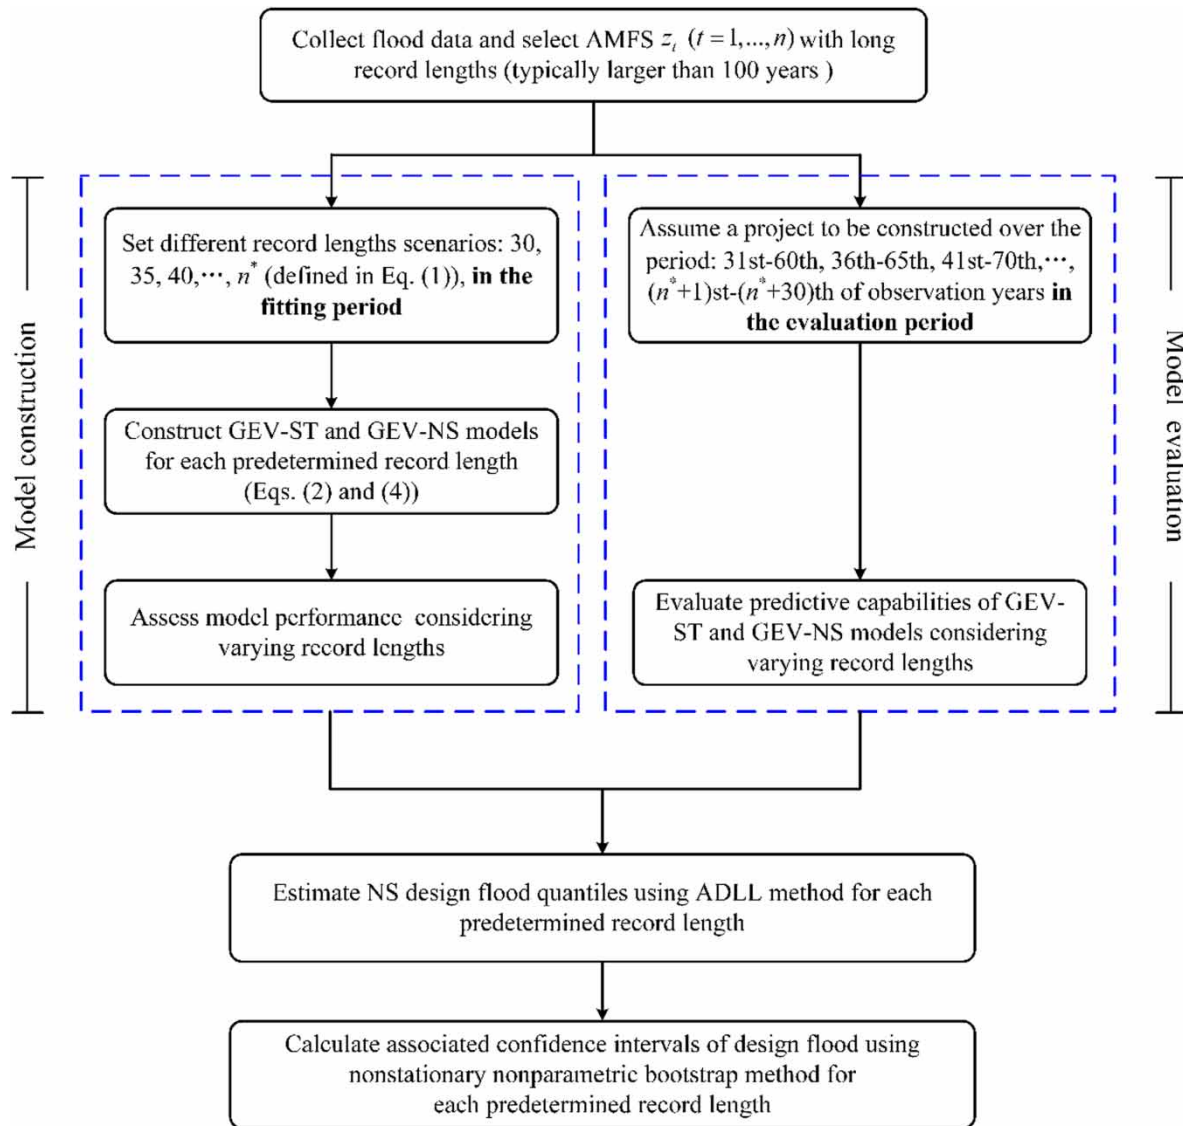 Collect flood data and select AMFS z_t (t = 1,...,n) with long
record lengths (typically larger than 100 years )
Model construction
Set different record lengths scenarios: 30,
35, 40,···, n* (defined in Eq. (1)), in the
fitting period
Construct GEV-ST and GEV-NS models
for each predetermined record length
(Eqs. (2) and (4))
Assess model performance considering
varying record lengths
Assume a project to be constructed over the
period: 31st-60th, 36th-65th, 41st-70th,···,
(n*+1)st-(n*+30)th of observation years in
the evaluation period
Evaluate predictive capabilities of GEV-
ST and GEV-NS models considering
varying record lengths
Model evaluation
Estimate NS design flood quantiles using ADLL method for each
predetermined record length
Calculate associated confidence intervals of design flood using
nonstationary nonparametric bootstrap method for
each predetermined record length